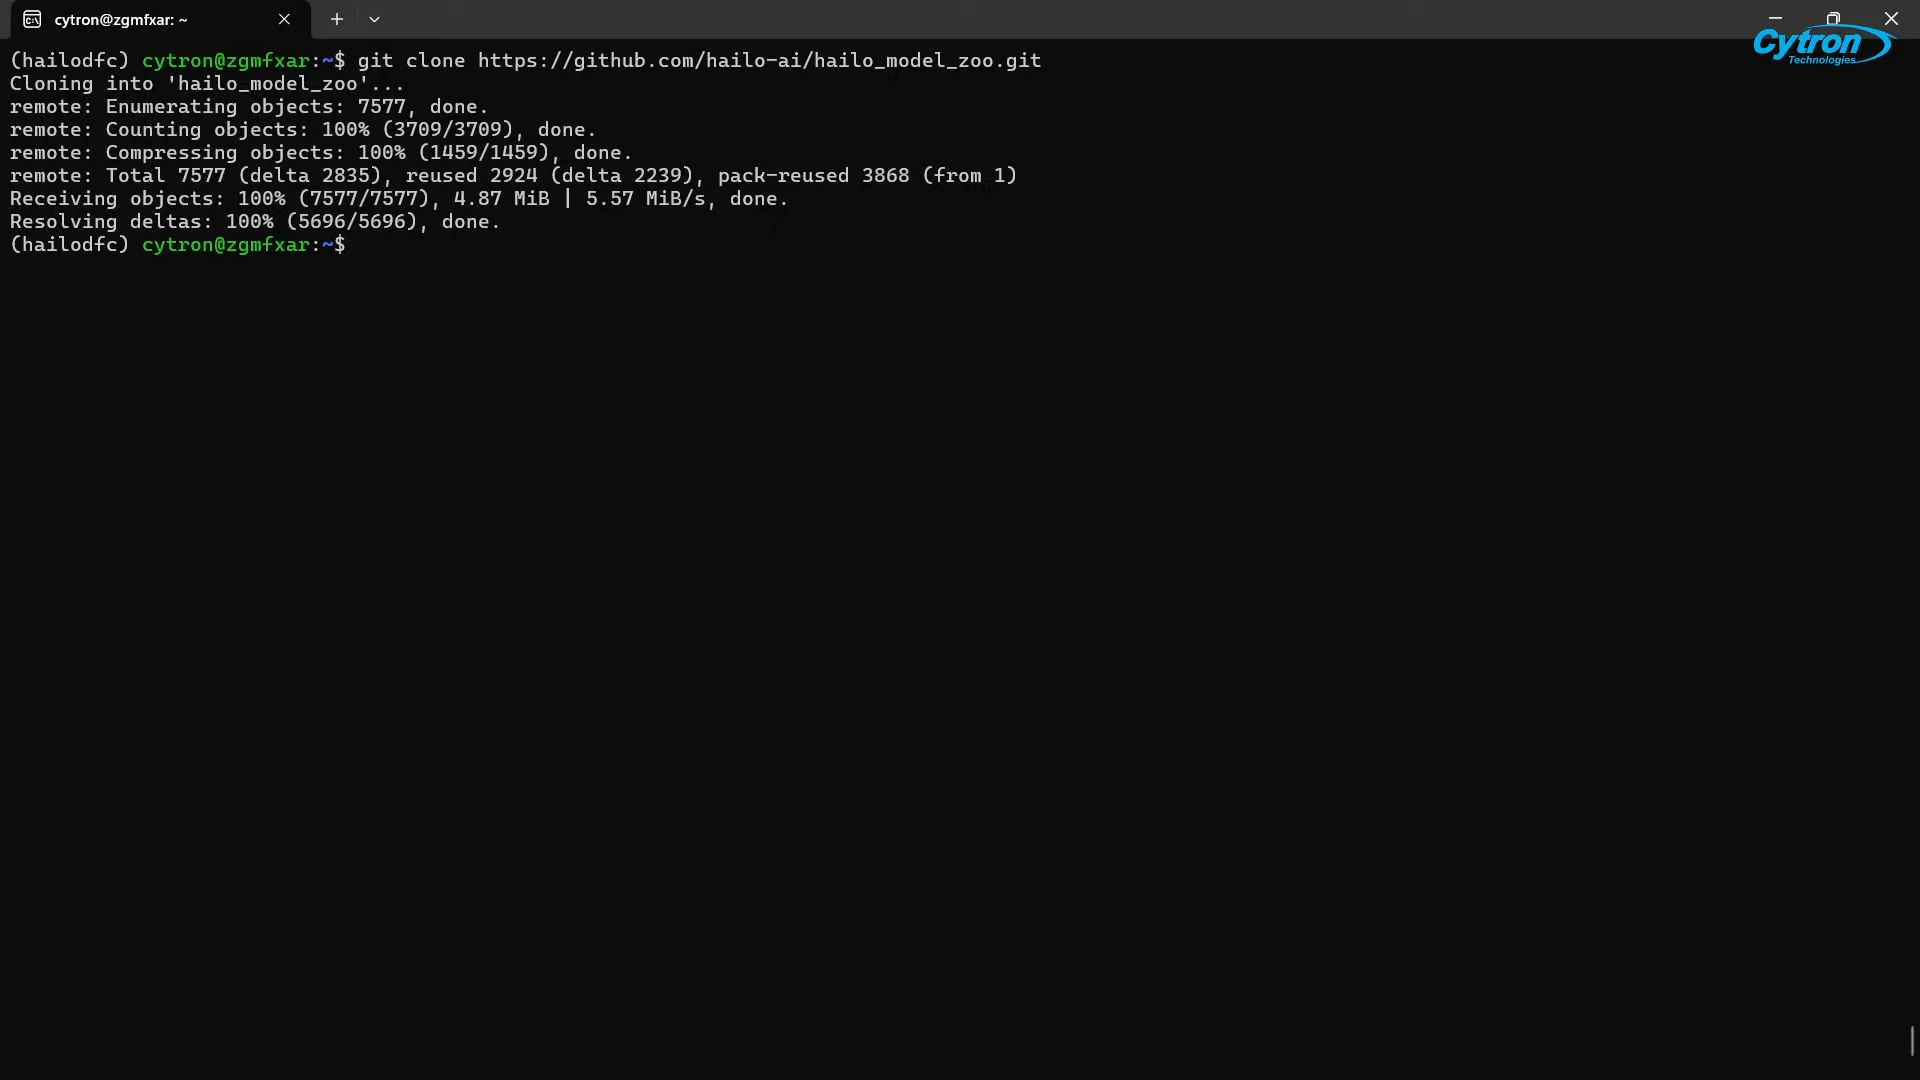 cytron@zgmfxar: ~
Cytron
Technologies
(hailodfc) cytron@zgmfxar:~$ git clone https://github.com/hailo-ai/hailo_model_zoo.git
Cloning into 'hailo_model_zoo'...
remote: Enumerating objects: 7577, done.
remote: Counting objects: 100% (3709/3709), done.
remote: Compressing objects: 100% (1459/1459), done.
remote: Total 7577 (delta 2835), reused 2924 (delta 2239), pack-reused 3868 (from 1)
Receiving objects: 100% (7577/7577), 4.87 MiB | 5.57 MiB/s, done.
Resolving deltas: 100% (5696/5696), done.
(hailodfc) cytron@zgmfxar:~$